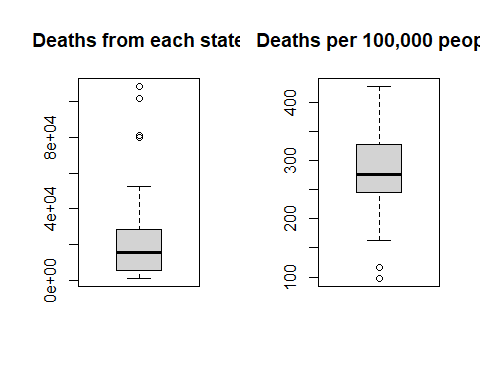 Deaths from each state
Deaths per 100,000 peop
0e+00
4e+04
8e+04
100
200
300
400